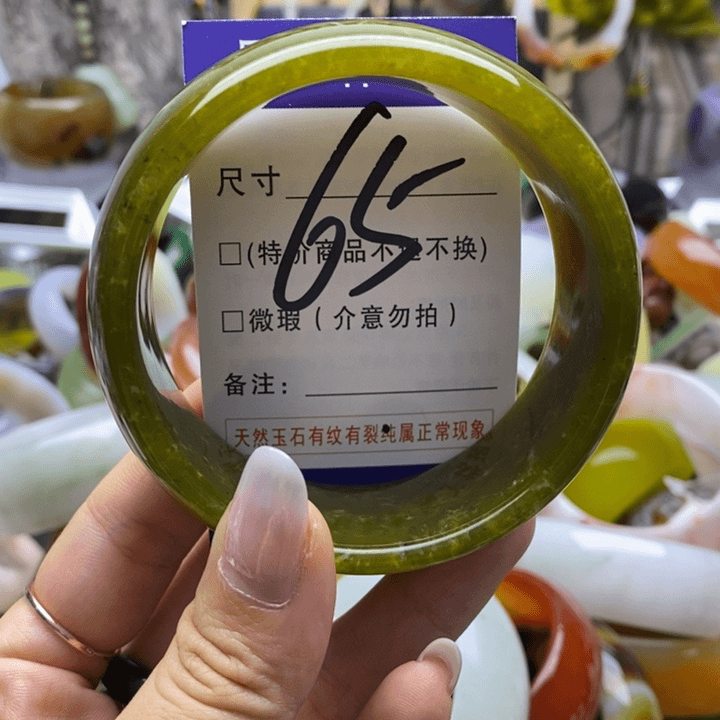 尺寸
65
□(特价商品不退不换)
□微瑕(介意勿拍)
备注:
天然玉石有纹有裂纯属正常现象